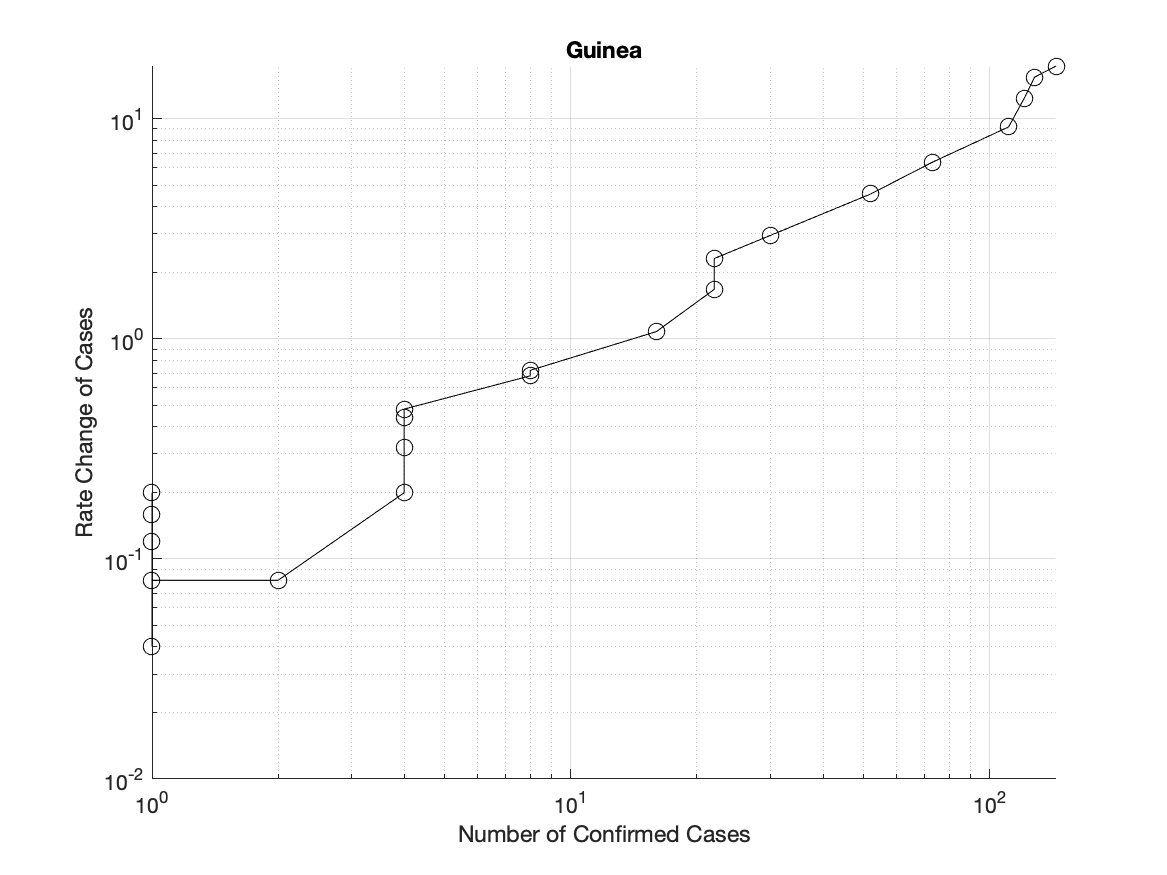 Guinea
Rate Change of Cases
10^1
10^0
10^-1
10^-2
10^0 10^1 10^2
Number of Confirmed Cases